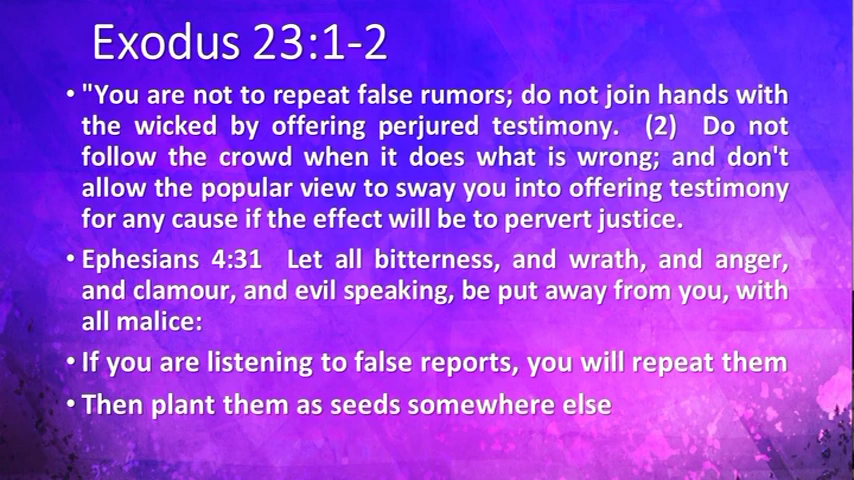 Exodus 23:1-2
• "You are not to repeat false rumors; do not join hands with
the wicked by offering perjured testimony. (2) Do not
follow the crowd when it does what is wrong; and don't
allow the popular view to sway you into offering testimony
for any cause if the effect will be to pervert justice.
• Ephesians 4:31 Let all bitterness, and wrath, and anger,
and clamour, and evil speaking, be put away from you, with
all malice:
• If you are listening to false reports, you will repeat them
• Then plant them as seeds somewhere else